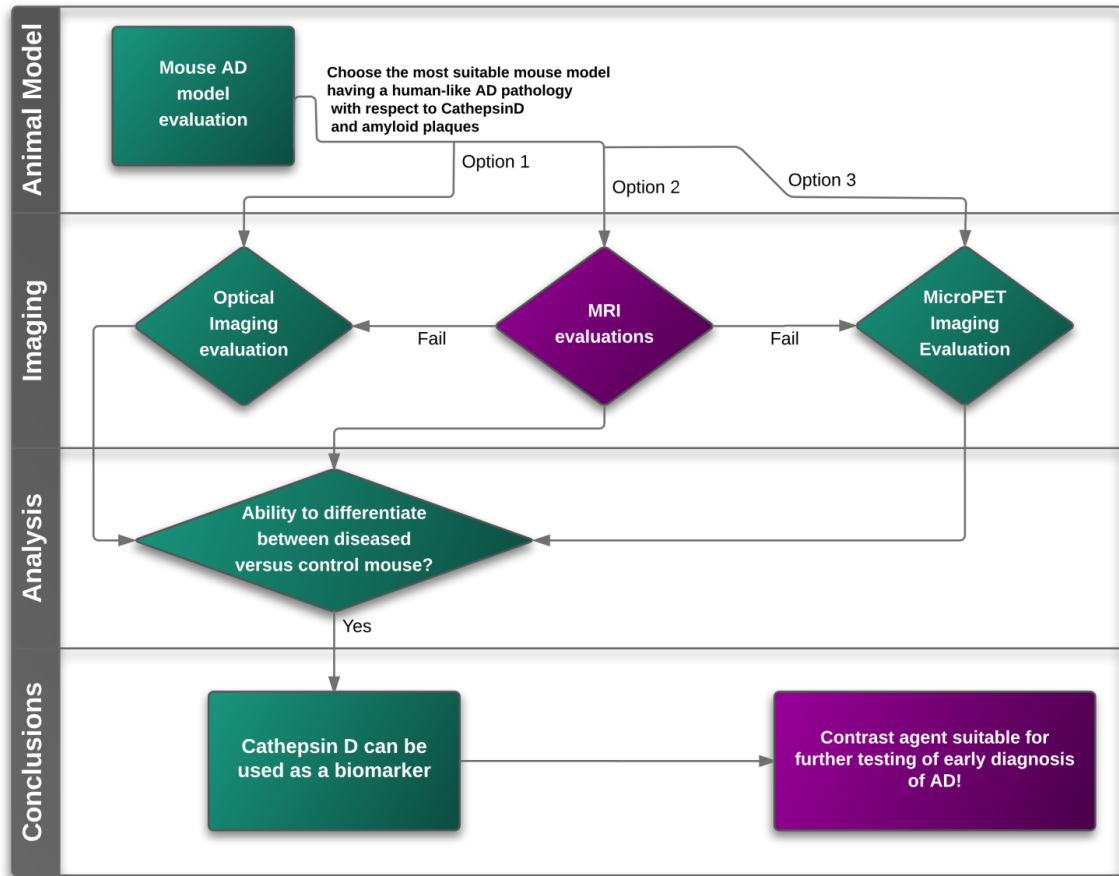 Animal Model
Mouse AD
model
evaluation
Choose the most suitable mouse model
having a human-like AD pathology
with respect to CathepsinD
and amyloid plaques
Option 1
Option 2
Option 3
Imaging
Optical
Imaging
evaluation
Fail
MRI
evaluations
Fail
MicroPET
Imaging
Evaluation
Analysis
Ability to differentiate
between diseased
versus control mouse?
Yes
Conclusions
Cathepsin D can be
used as a biomarker
Contrast agent suitable for
further testing of early diagnosis
of AD!